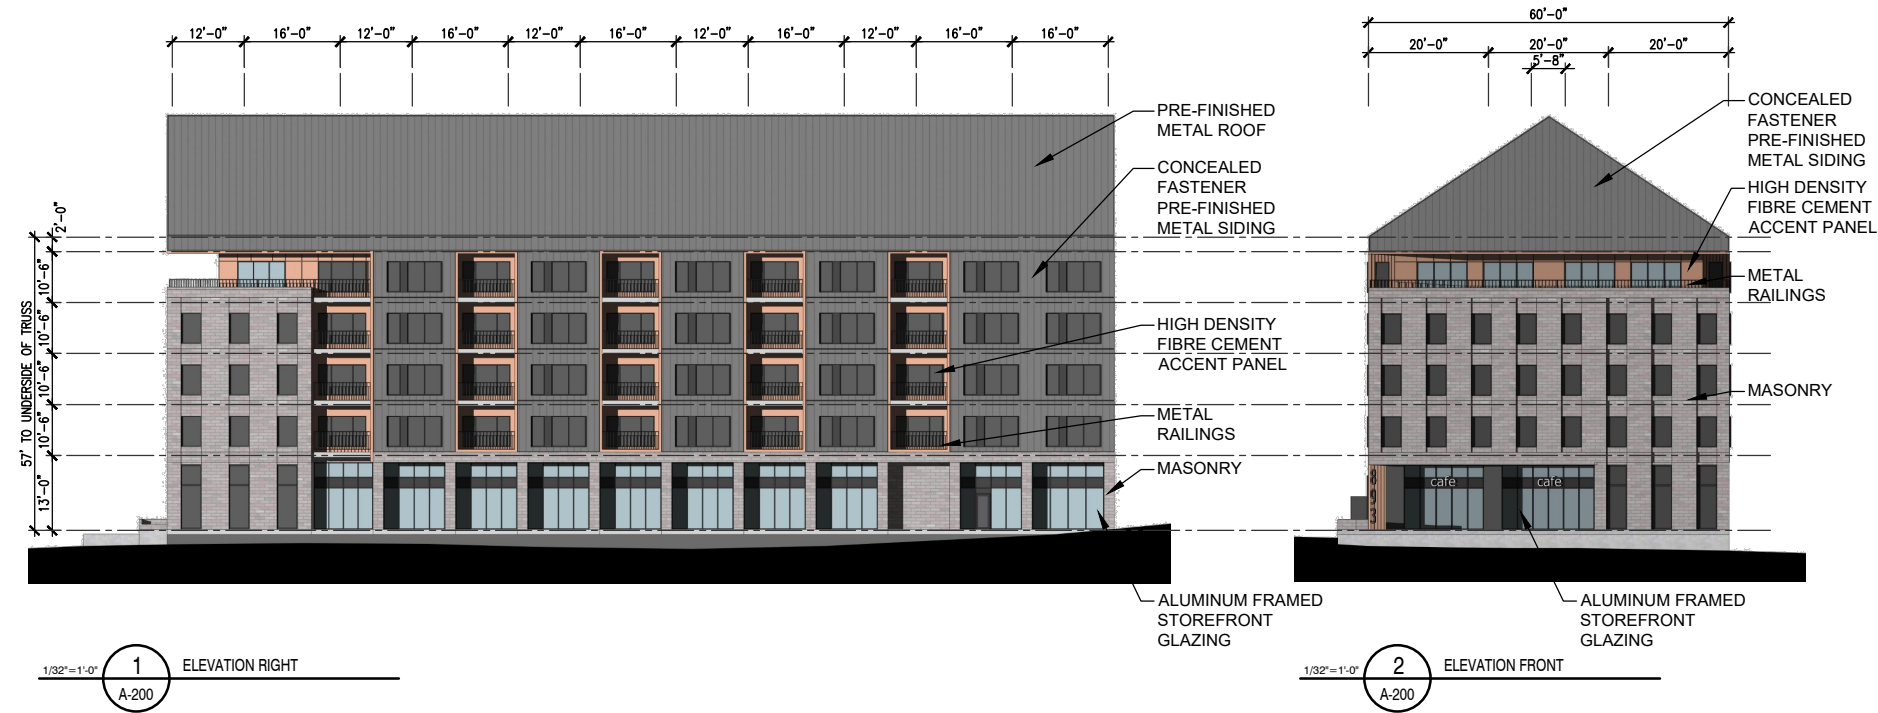 12'-0" 16'-0" 12'-0" 16'-0" 12'-0" 16'-0" 12'-0" 16'-0" 12'-0" 16'-0" 16'-0"
PRE-FINISHED
METAL ROOF
CONCEALED
FASTENER
PRE-FINISHED
METAL SIDING
HIGH DENSITY
FIBRE CEMENT
ACCENT PANEL
METAL
RAILINGS
MASONRY
ALUMINUM FRAMED
STOREFRONT
GLAZING
2'-0"
10'-6"
10'-6"
10'-6"
10'-6"
13'-0"
57' TO UNDERSIDE OF TRUSS
1/32"=1'-0"
1
A-200
ELEVATION RIGHT
60'-0"
20'-0" 20'-0" 20'-0"
5'-8"
CONCEALED
FASTENER
PRE-FINISHED
METAL SIDING
HIGH DENSITY
FIBRE CEMENT
ACCENT PANEL
METAL
RAILINGS
MASONRY
893
cafe cafe
ALUMINUM FRAMED
STOREFRONT
GLAZING
1/32"=1'-0"
2
A-200
ELEVATION FRONT